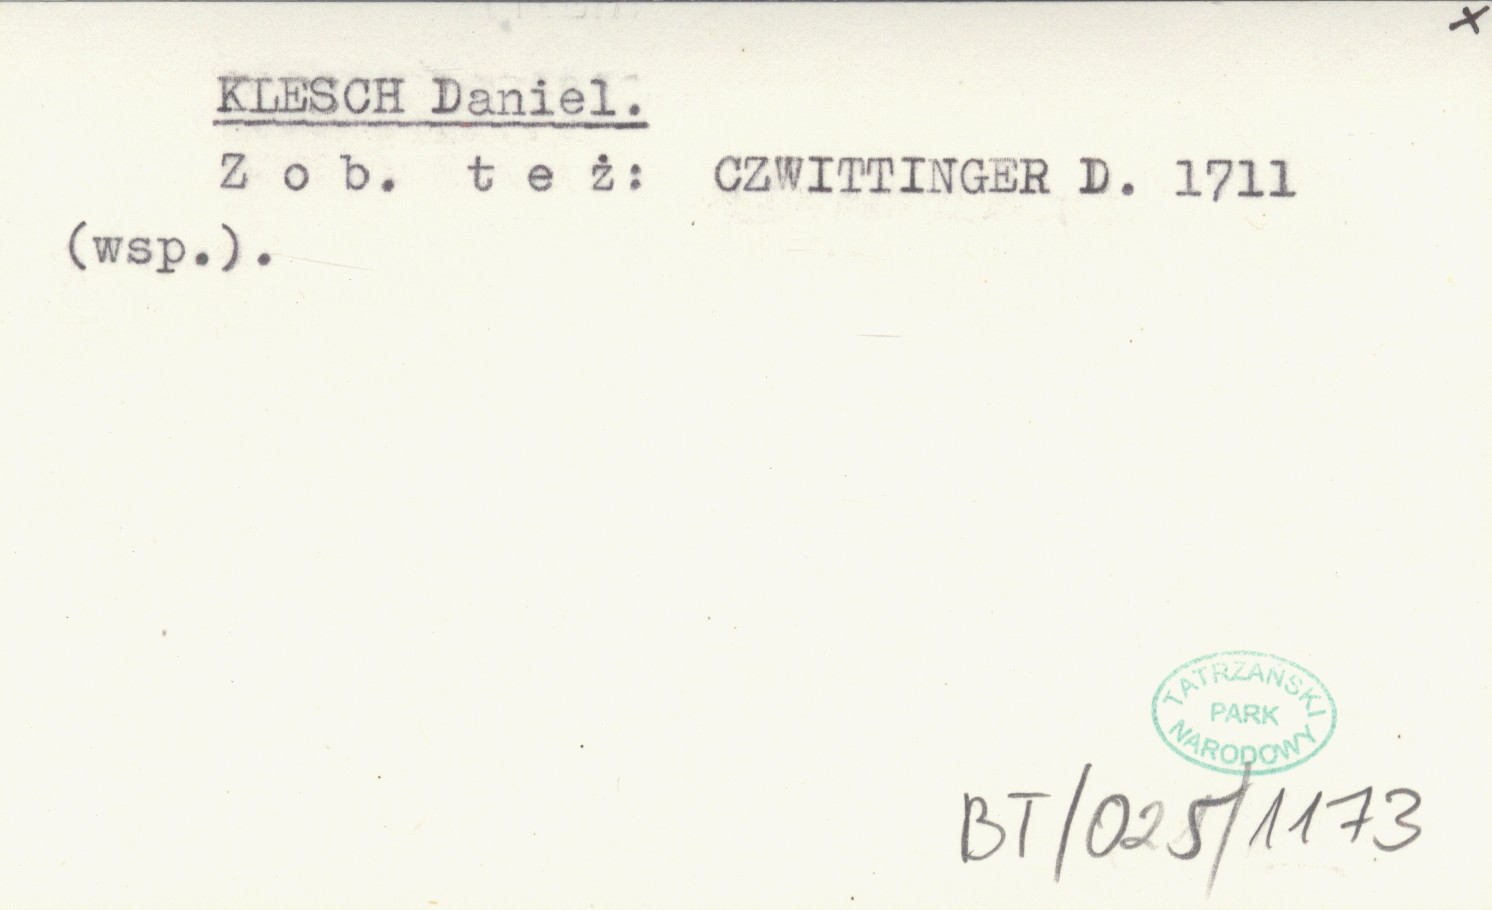 x
KLESCH Daniel.
Z o b. t e ż: CZWITTINGER D. 1711
(wsp.).
TATRZAŃSKI
PARK
NARODOWY
BT/025/1173